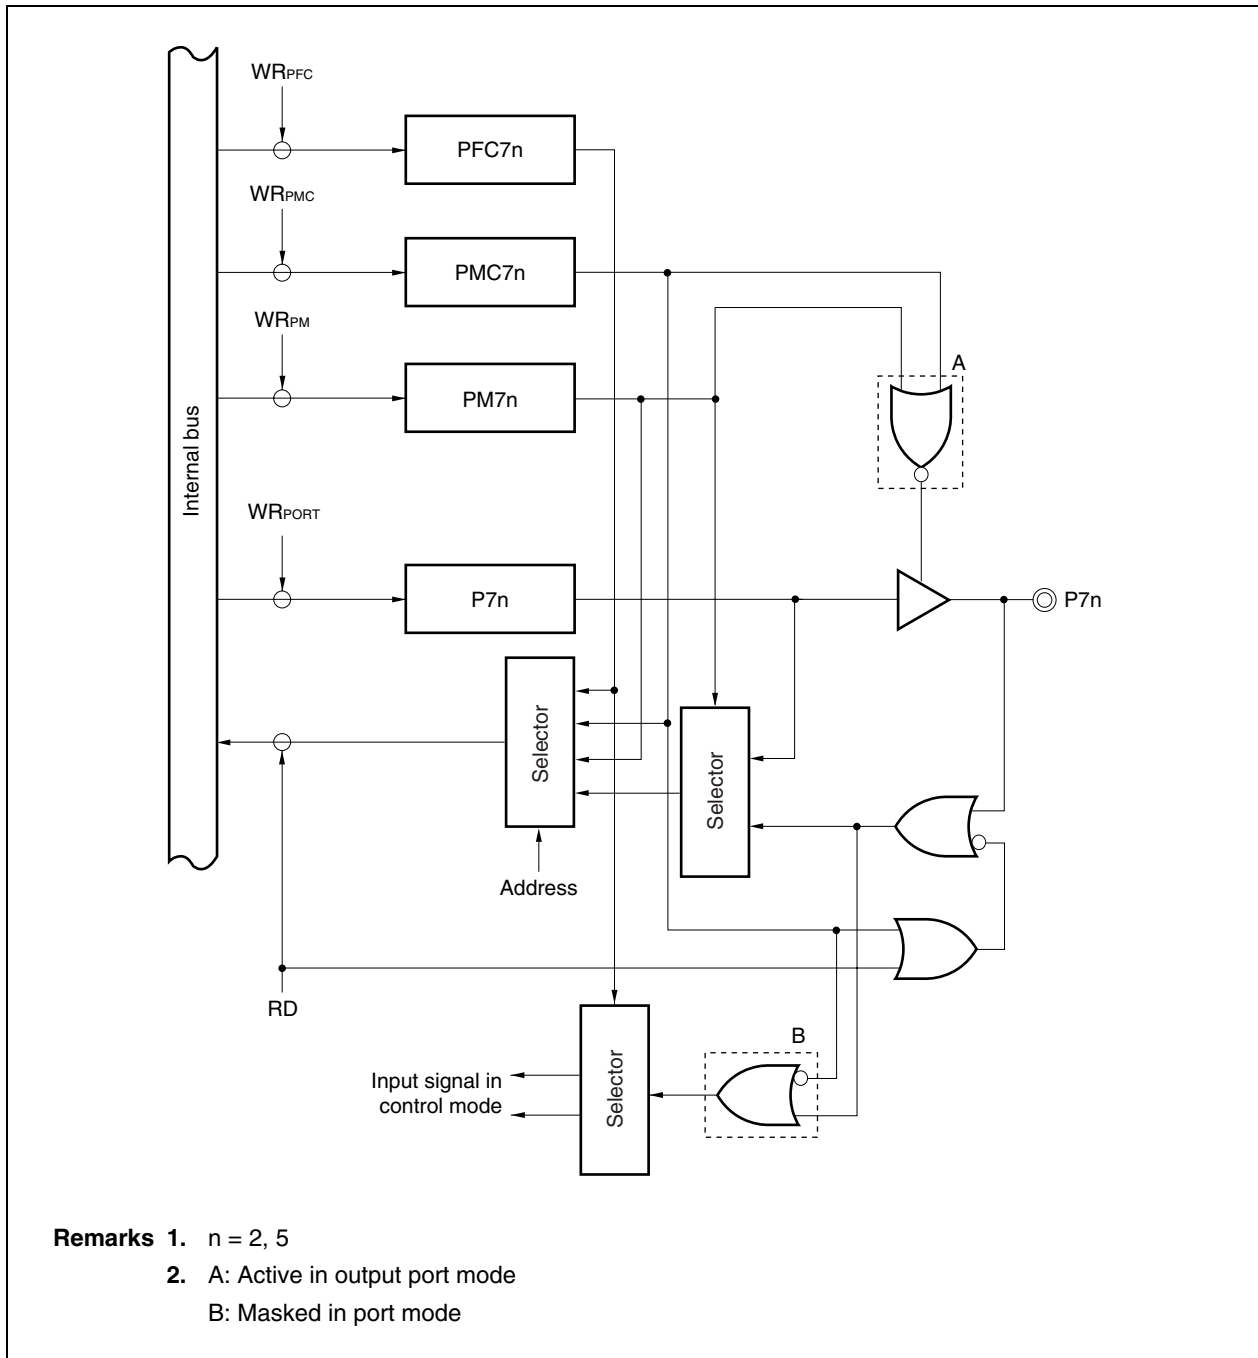 WRPFC
PFC7n
WRPMC
PMC7n
WRPM
PM7n
A
Internal bus
WRPORT
P7n
P7n
Selector
Selector
Address
RD
B
Selector
Input signal in
control mode
Remarks 1. n = 2, 5
2. A: Active in output port mode
B: Masked in port mode